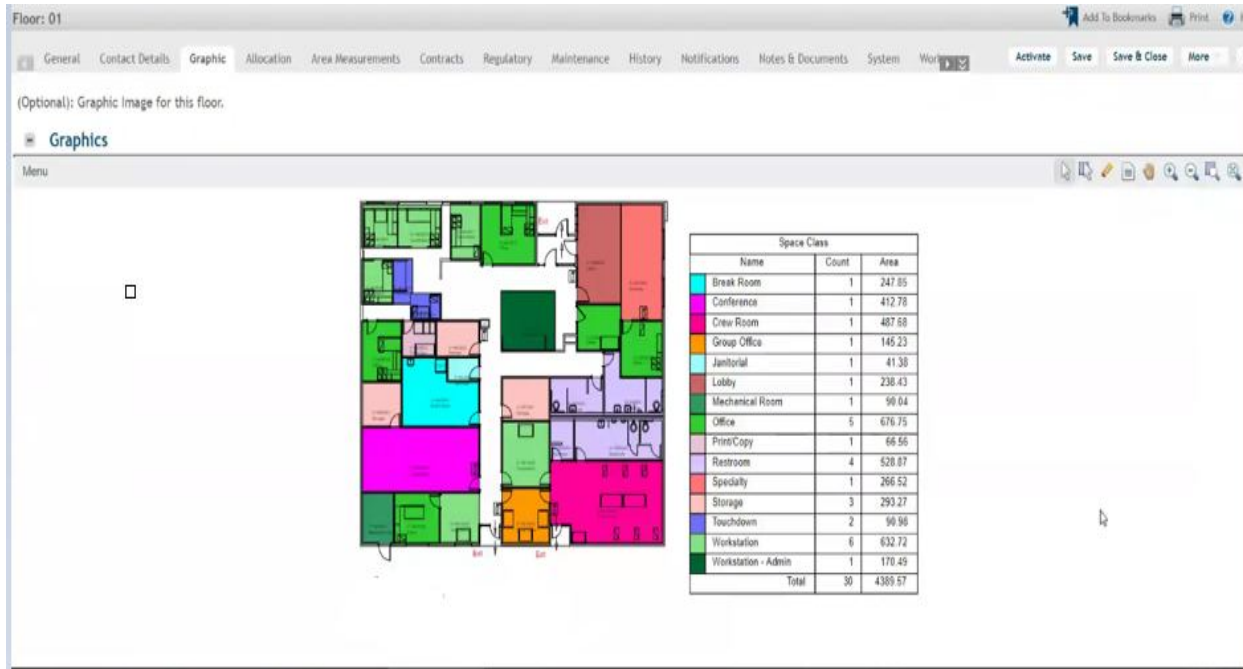 Floor: 01
Add To Bookmarks Print
General Contact Details Graphic Allocation Area Measurements Contracts Regulatory Maintenance History Notifications Notes & Documents System Activate Save Save & Close More
(Optional): Graphic Image for this floor.
Graphics
Menu
Space Class
Name Count Area
Break Room 1 247.85
Conference 1 412.78
Crew Room 1 487.68
Group Office 1 145.23
Janitorial 1 41.38
Lobby 1 238.43
Mechanical Room 1 90.04
Office 5 676.75
Print/Copy 1 66.56
Restroom 4 528.87
Specialty 1 266.52
Storage 3 293.27
Touchdown 2 90.98
Workstation 6 632.72
Workstation - Admin 1 170.49
Total 30 4389.57
Exit
Exit
Exit